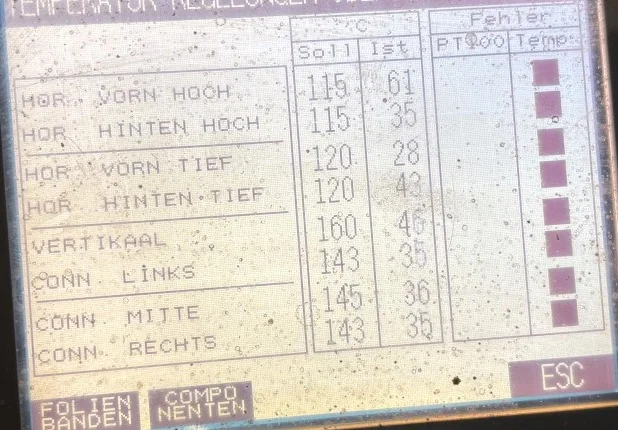 TEMPERATUR REGELUNGEN
°C Fehler
Soll Ist PT100 Temp.
HOR. VORN HOCH 115 61
HOR HINTEN HOCH 115 35
HOR VORN TIEF 120 28
HOR HINTEN TIEF 120 43
VERTIKAAL 160 46
CONN LINKS 143 35
CONN. MITTE 145 36
CONN. RECHTS 143 35
FOLIEN BANDEN
COMPO NENTEN
ESC